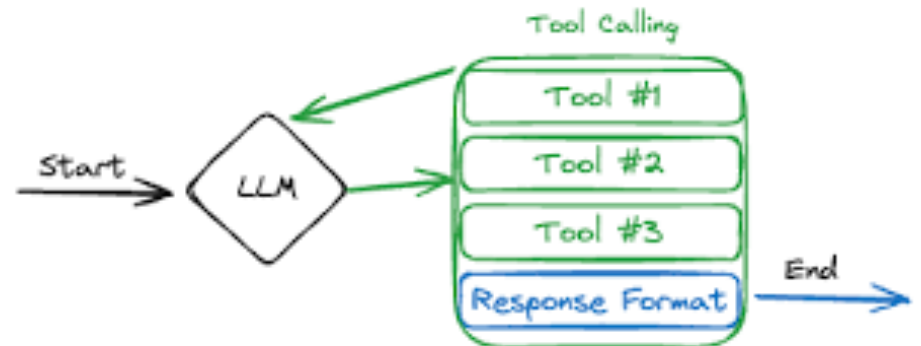 Tool Calling
Tool #1
Start
LLM
Tool #2
Tool #3
End
Response Format